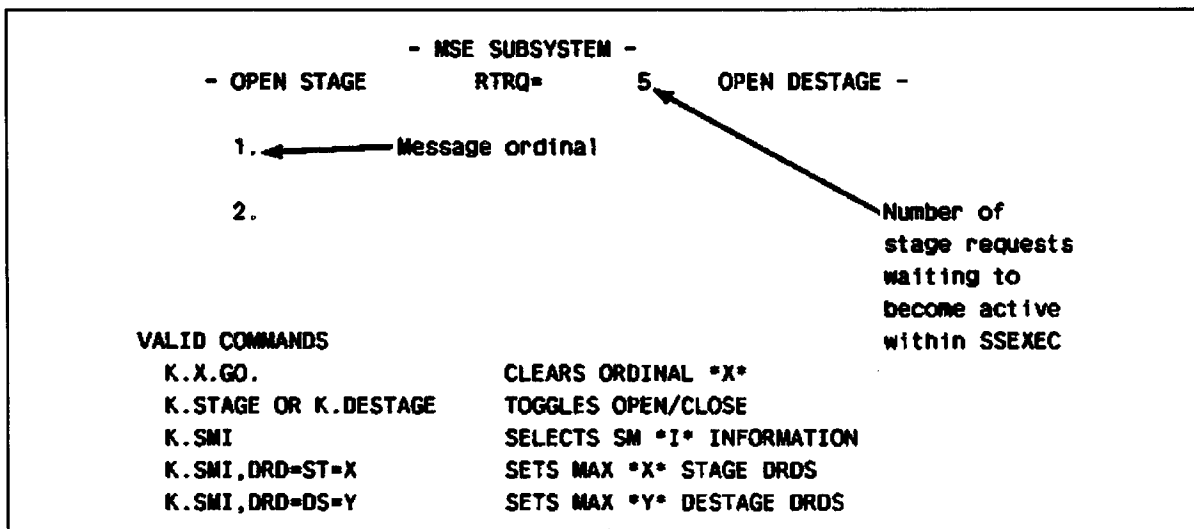 - MSE SUBSYSTEM -
- OPEN STAGE RTRQ= 5 OPEN DESTAGE -
1. Message ordinal
2.
Number of
stage requests
waiting to
become active
within SSEXEC
VALID COMMANDS
K.X.GO. CLEARS ORDINAL *X*
K.STAGE OR K.DESTAGE TOGGLES OPEN/CLOSE
K.SMI SELECTS SM *I* INFORMATION
K.SMI,DRD=ST=X SETS MAX *X* STAGE DRDS
K.SMI,DRD=DS=Y SETS MAX *Y* DESTAGE DRDS